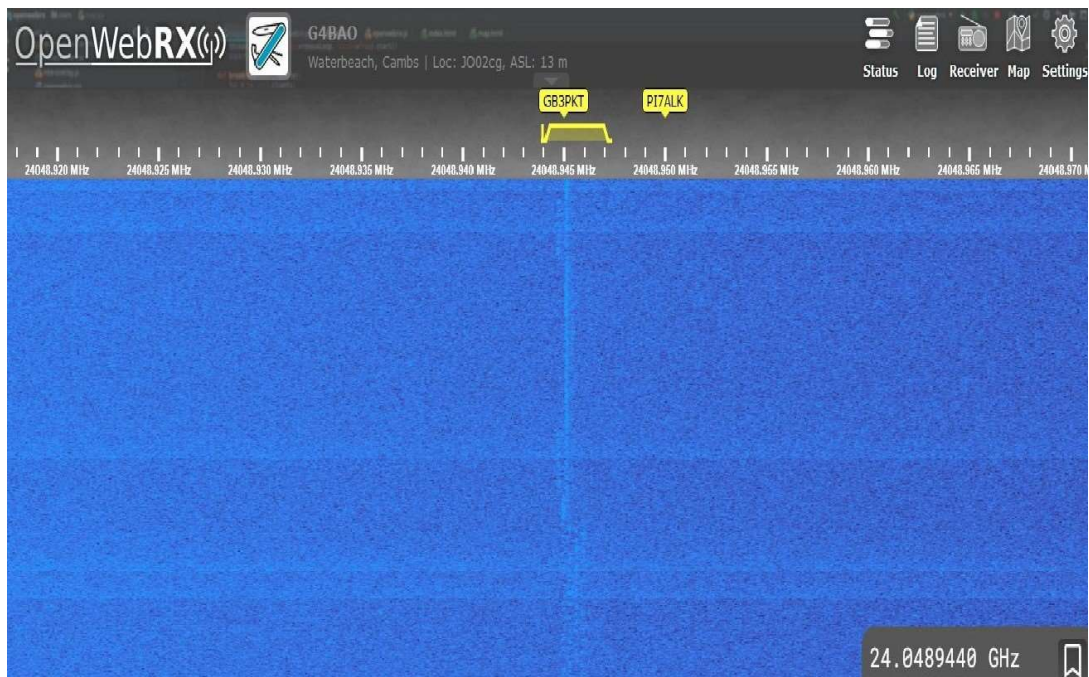 OpenWebRX
G4BAO
Waterbeach, Cambs | Loc: JO02cg, ASL: 13 m
Status Log Receiver Map Settings
GB3PKT PI7ALK
24048.920 MHz 24048.925 MHz 24048.930 MHz 24048.935 MHz 24048.940 MHz 24048.945 MHz 24048.950 MHz 24048.955 MHz 24048.960 MHz 24048.965 MHz 24048.970 M
24.0489440 GHz